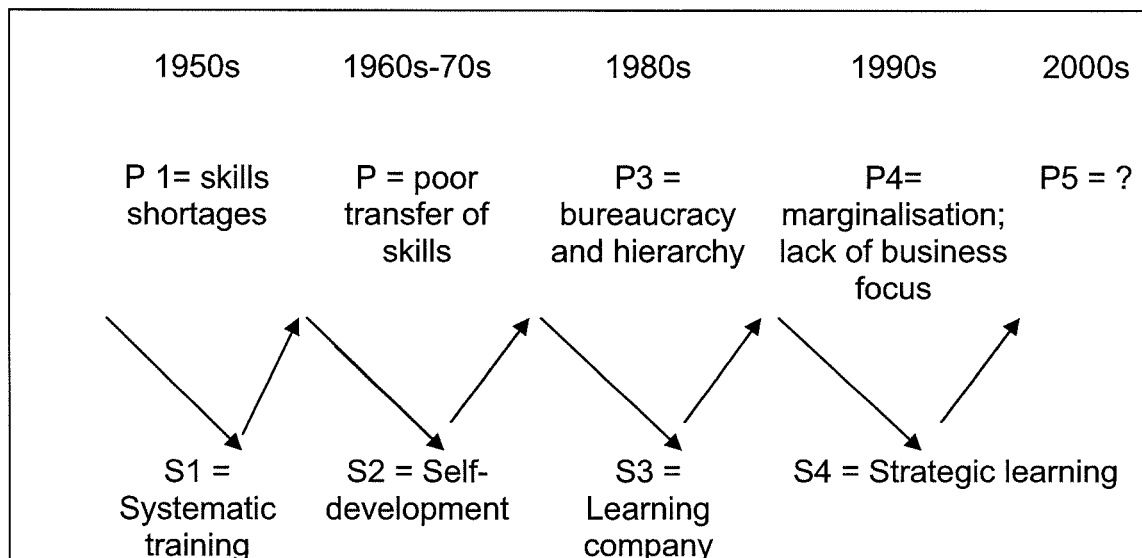 1950s 1960s-70s 1980s 1990s 2000s
P 1= skills
shortages
P = poor
transfer of
skills
P3 =
bureaucracy
and hierarchy
P4=
marginalisation;
lack of business
focus
P5 = ?
S1 =
Systematic
training
S2 = Self-
development
S3 =
Learning
company
S4 = Strategic learning